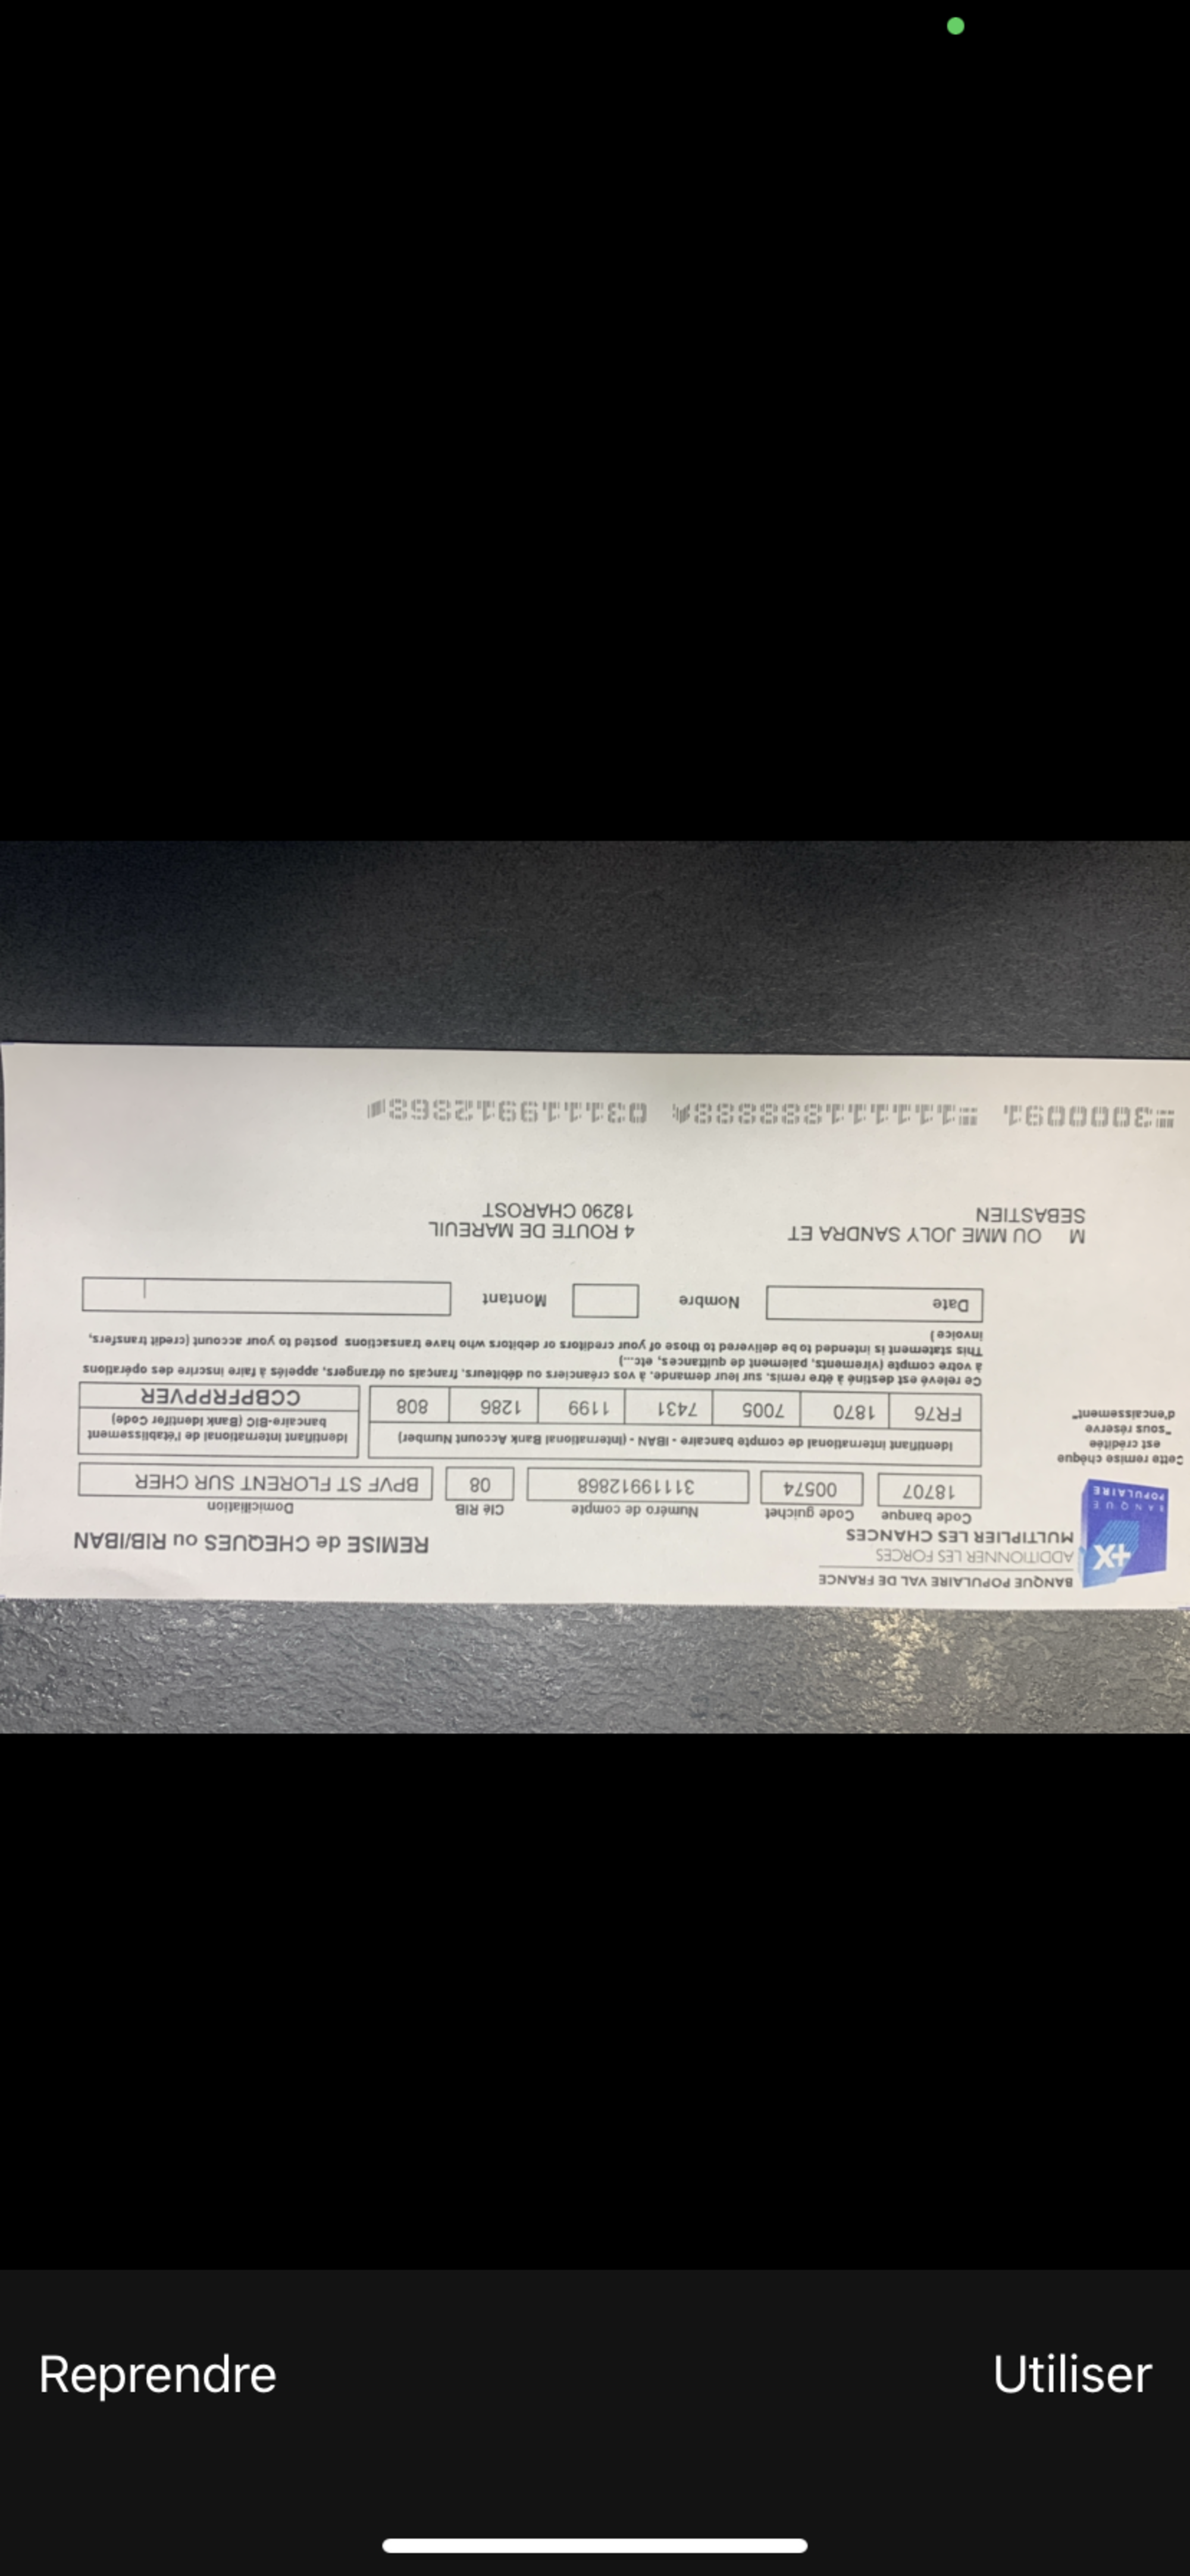 BANQUE POPULAIRE VAL DE FRANCE
ADDITIONNER LES FORCES
MULTIPLIER LES CHANCES
REMISE de CHEQUES ou RIB/IBAN
+X
BANQUE
POPULAIRE
Code banque Code guichet Numéro de compte Clé RIB Domiciliation
18707 00574 31119912868 08 BPVF ST FLORENT SUR CHER
Cette remise chèque
est créditée
"sous réserve
d'encaissement"
Identifiant international de compte bancaire - IBAN - (International Bank Account Number)
FR76 1870 7005 7431 1199 1286 808
Identifiant International de l'établissement
bancaire-BIC (Bank Identifer Code)
CCBPFRPPVER
Ce relevé est destiné à être remis, sur leur demande, à vos créanciers ou débiteurs, français ou étrangers, appelés à faire inscrire des opérations
à votre compte (virements, paiement de quittances, etc...)
This statement is intended to be delivered to those of your creditors or debitors who have transactions posted to your account (credit transfers,
invoice)
Date Nombre Montant
M OU MME JOLY SANDRA ET
SEBASTIEN
4 ROUTE DE MAREUIL
18290 CHAROST
3000091 111111888888 031119912868
Reprendre
Utiliser